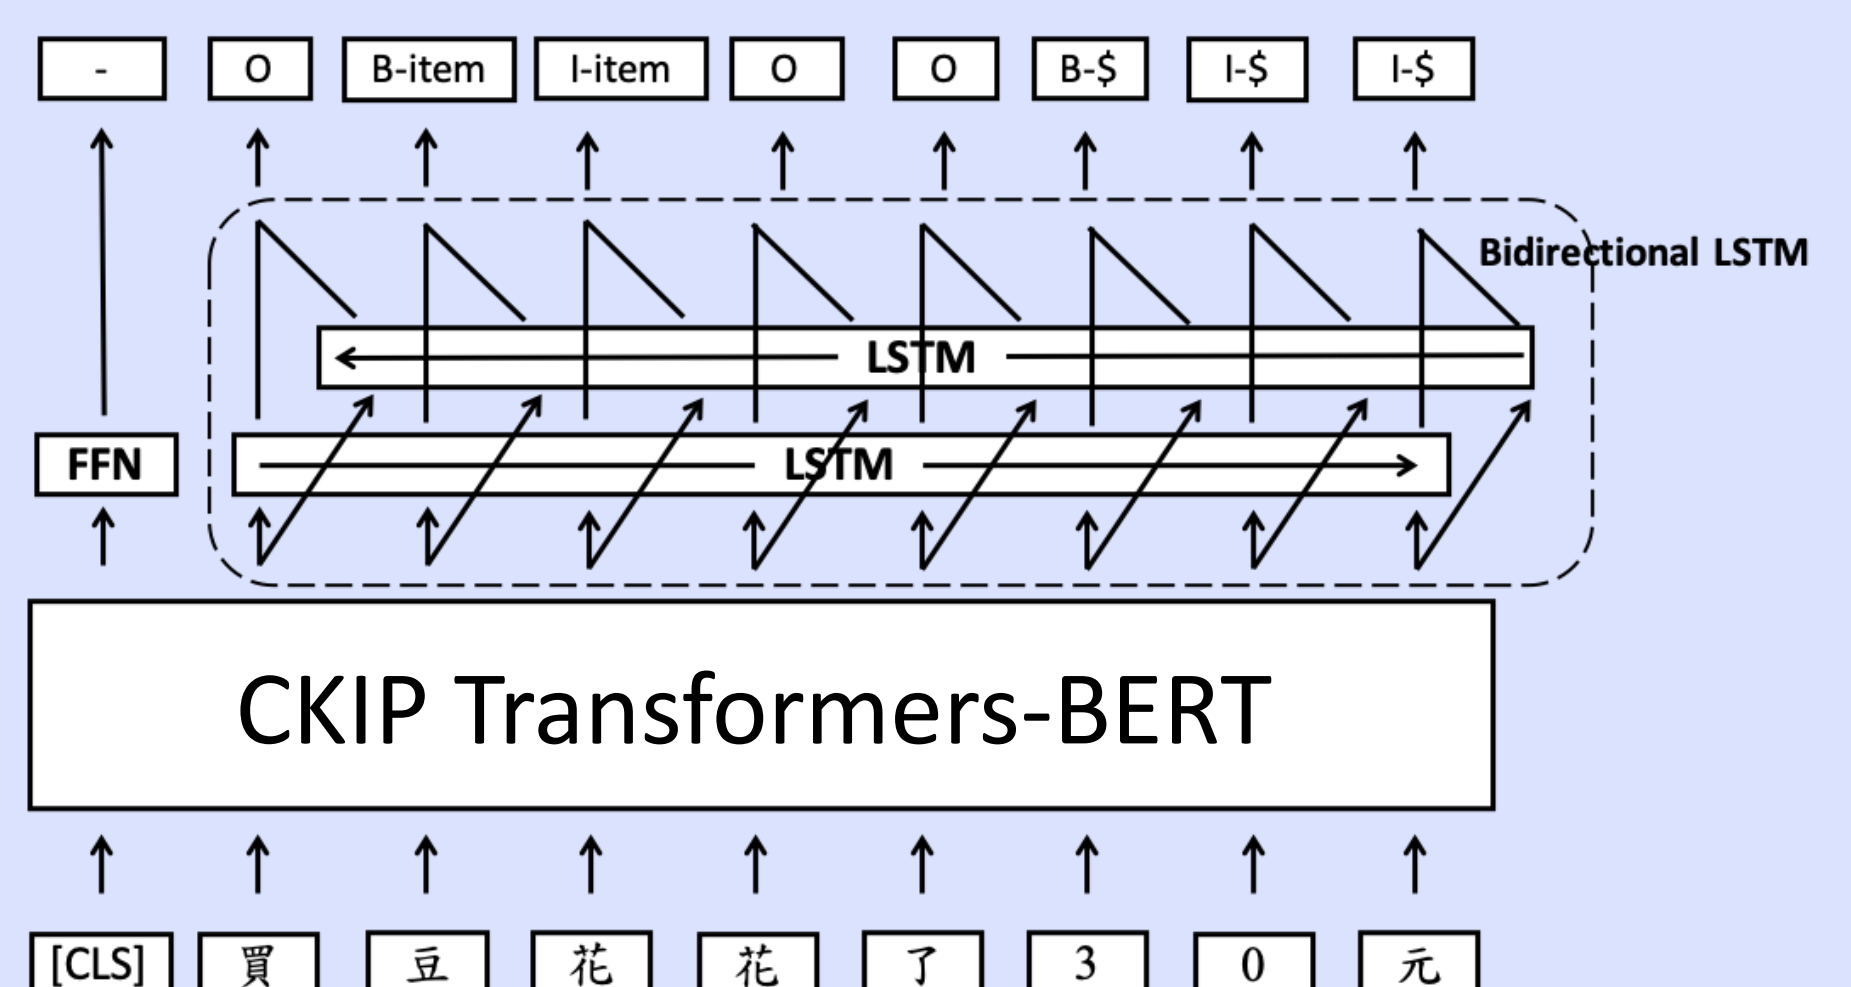 - O B-item I-item O O B-$ I-$ I-$
Bidirectional LSTM
LSTM
FFN LSTM
CKIP Transformers-BERT
[CLS] 買 豆 花 花 了 3 0 元